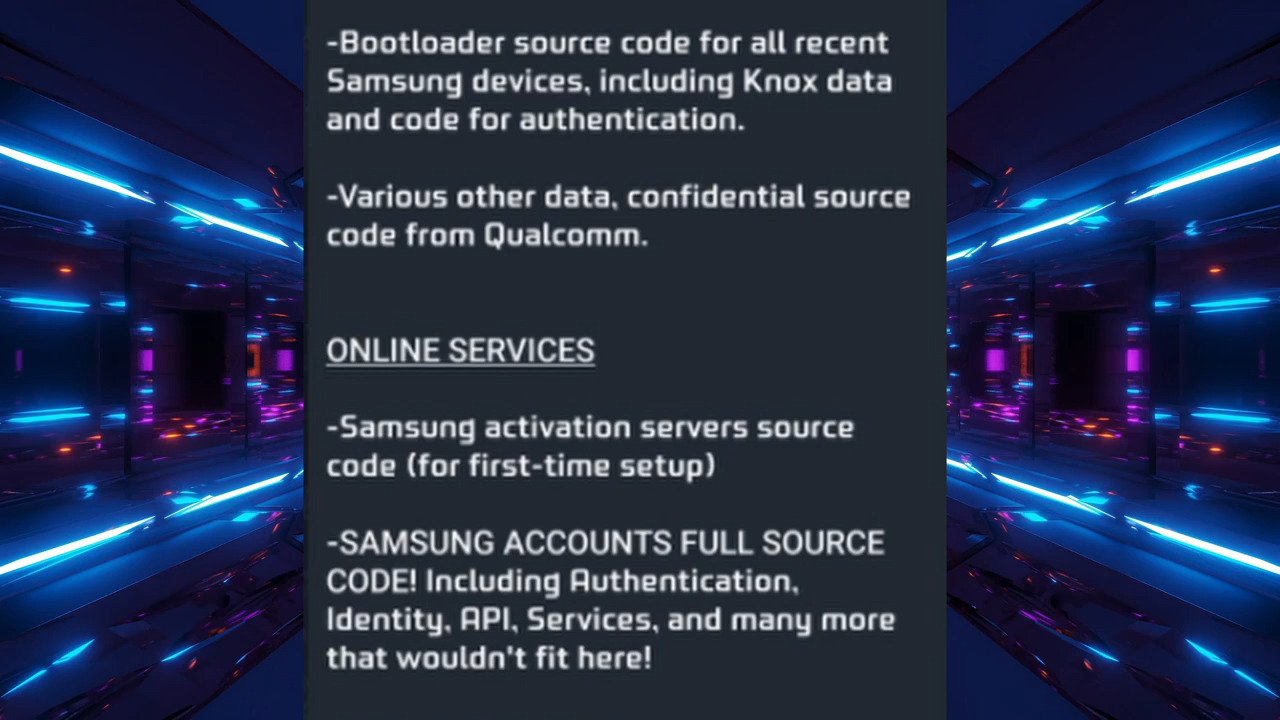 -Bootloader source code for all recent
Samsung devices, including Knox data
and code for authentication.
-Various other data, confidential source
code from Qualcomm.
ONLINE SERVICES
-Samsung activation servers source
code (for first-time setup)
-SAMSUNG ACCOUNTS FULL SOURCE
CODE! Including Authentication,
Identity, API, Services, and many more
that wouldn't fit here!